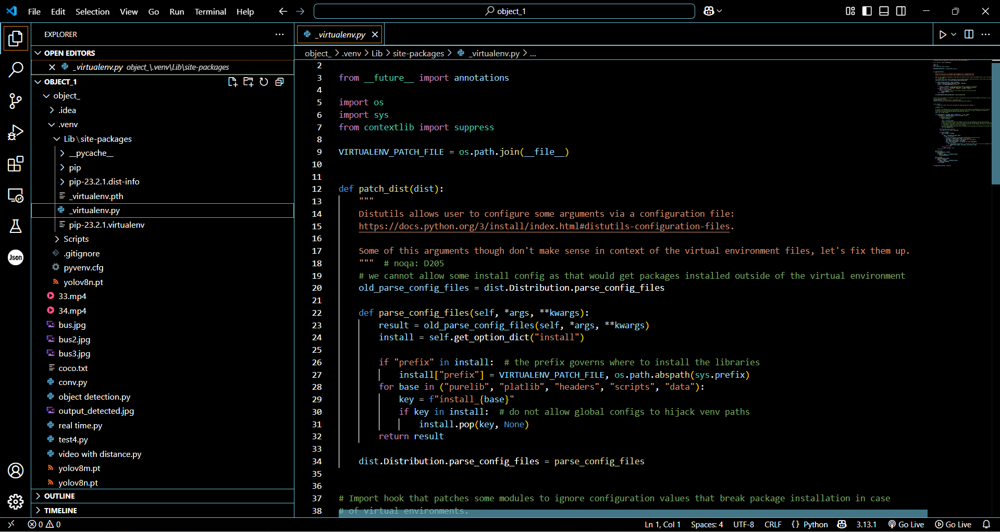 File Edit Selection View Go Run Terminal Help
object_1
EXPLORER
OPEN EDITORS
_virtualenv.py object_\.venv\Lib\site-packages
OBJECT_1
object_
.idea
.venv
Lib\site-packages
__pycache__
pip
pip-23.2.1.dist-info
_virtualenv.pth
_virtualenv.py
pip-23.2.1.virtualenv
Scripts
.gitignore
pyvenv.cfg
yolov8n.pt
33.mp4
34.mp4
bus.jpg
bus2.jpg
bus3.jpg
coco.txt
conv.py
object detection.py
output_detected.jpg
real time.py
test4.py
video with distance.py
yolov8m.pt
yolov8n.pt
OUTLINE
TIMELINE
Json
_virtualenv.py
object_ > .venv > Lib > site-packages > _virtualenv.py > ...
2
3 from __future__ import annotations
4
5 import os
6 import sys
7 from contextlib import suppress
8
9 VIRTUALENV_PATCH_FILE = os.path.join(__file__)
10
11
12 def patch_dist(dist):
13 """
14 Distutils allows user to configure some arguments via a configuration file:
15 https://docs.python.org/3/install/index.html#distutils-configuration-files.
16
17 Some of this arguments though don't make sense in context of the virtual environment files, let's fix them up.
18 """ # noqa: D205
19 # we cannot allow some install config as that would get packages installed outside of the virtual environment
20 old_parse_config_files = dist.Distribution.parse_config_files
21
22 def parse_config_files(self, *args, **kwargs):
23 result = old_parse_config_files(self, *args, **kwargs)
24 install = self.get_option_dict("install")
25
26 if "prefix" in install: # the prefix governs where to install the libraries
27 install["prefix"] = VIRTUALENV_PATCH_FILE, os.path.abspath(sys.prefix)
28 for base in ("purelib", "platlib", "headers", "scripts", "data"):
29 key = f"install_{base}"
30 if key in install: # do not allow global configs to hijack venv paths
31 install.pop(key, None)
32 return result
33
34 dist.Distribution.parse_config_files = parse_config_files
35
36
37 # Import hook that patches some modules to ignore configuration values that break package installation in case
38 # of virtual environments.
0 0
Ln 1, Col 1 Spaces: 4 UTF-8 CRLF {} Python 3.13.1 Go Live Go Live